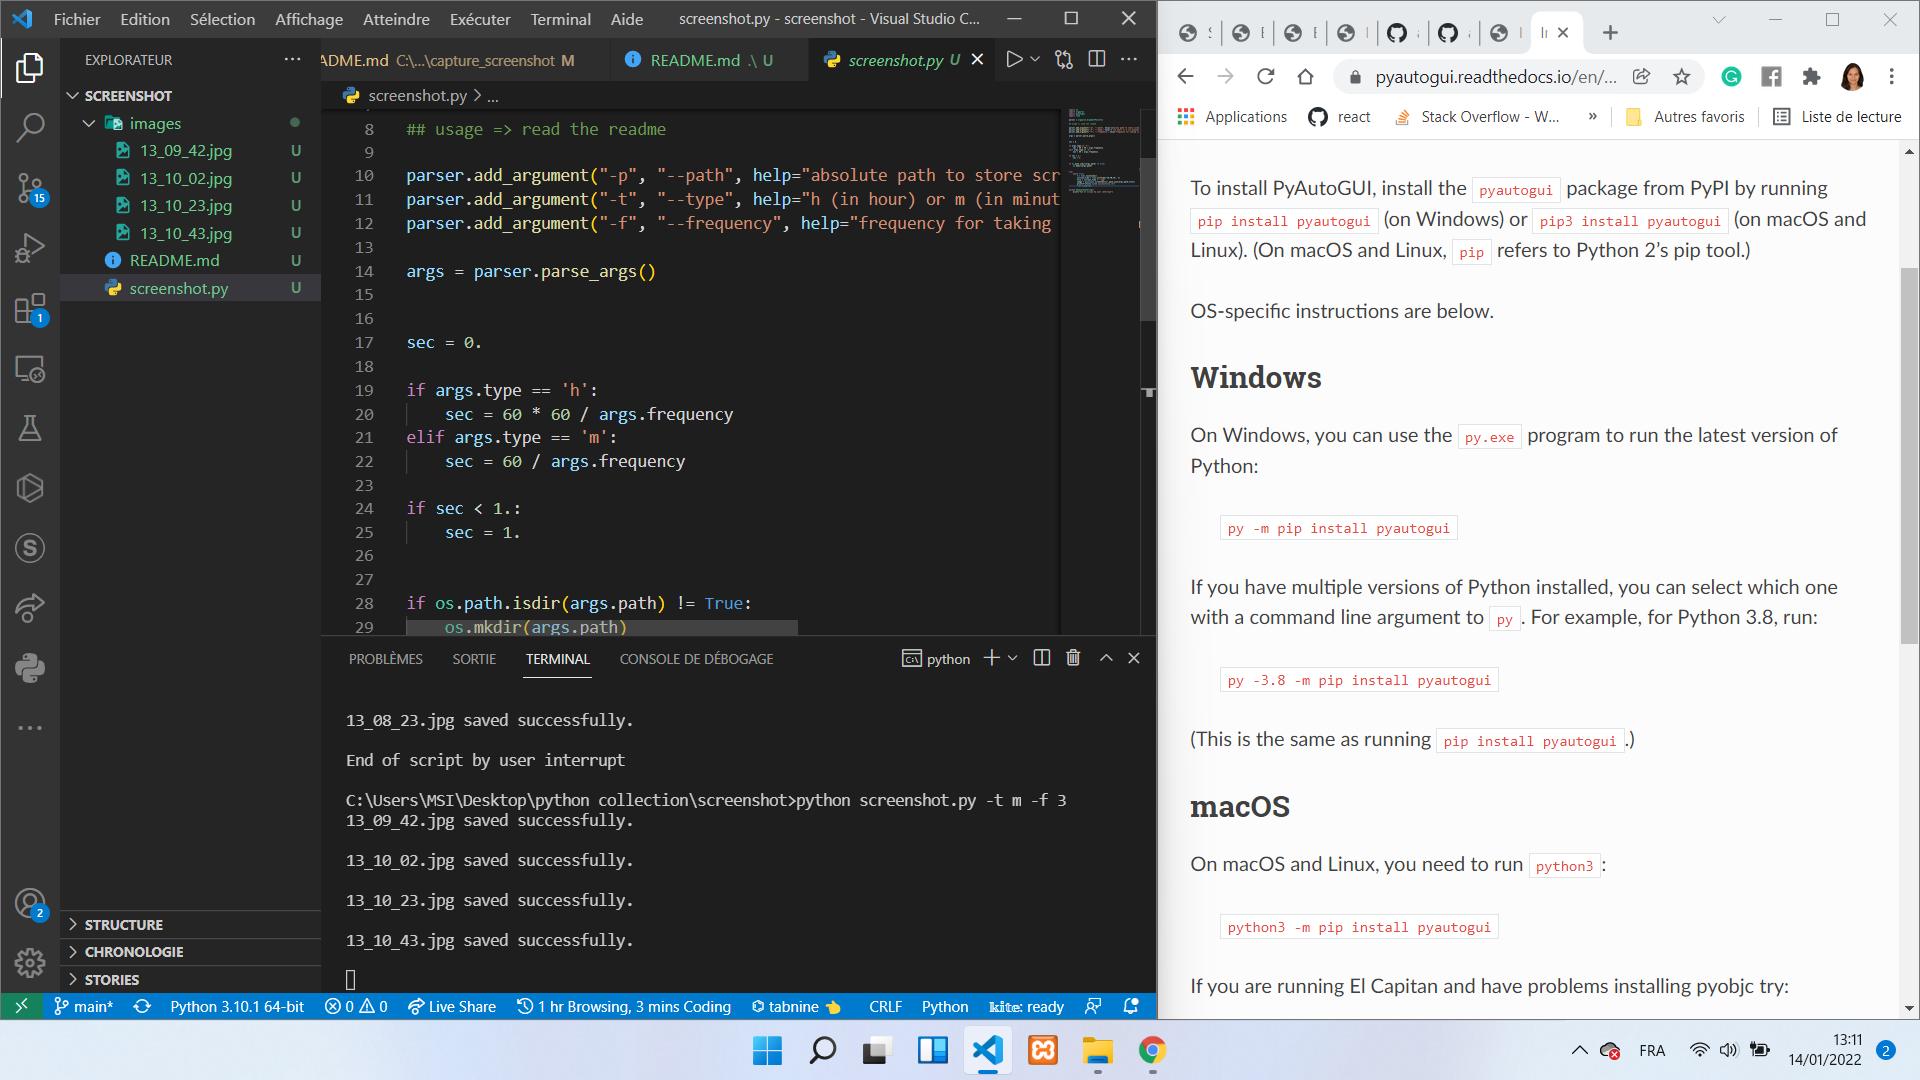 Fichier Edition Sélection Affichage Atteindre Exécuter Terminal Aide screenshot.py - screenshot - Visual Studio C...
EXPLORATEUR
SCREENSHOT
images
13_09_42.jpg U
13_10_02.jpg U
13_10_23.jpg U
13_10_43.jpg U
README.md U
screenshot.py U
15
1
2
STRUCTURE
CHRONOLOGIE
STORIES
ADME.md C:\...\capture_screenshot M
README.md .\ U
screenshot.py U
screenshot.py > ...
8 ## usage => read the readme
9
10 parser.add_argument("-p", "--path", help="absolute path to store scr
11 parser.add_argument("-t", "--type", help="h (in hour) or m (in minut
12 parser.add_argument("-f", "--frequency", help="frequency for taking
13
14 args = parser.parse_args()
15
16
17 sec = 0.
18
19 if args.type == 'h':
20 sec = 60 * 60 / args.frequency
21 elif args.type == 'm':
22 sec = 60 / args.frequency
23
24 if sec < 1.:
25 sec = 1.
26
27
28 if os.path.isdir(args.path) != True:
29 os.mkdir(args.path)
PROBLÈMES SORTIE TERMINAL CONSOLE DE DÉBOGAGE python
13_08_23.jpg saved successfully.
End of script by user interrupt
C:\Users\MSI\Desktop\python collection\screenshot>python screenshot.py -t m -f 3
13_09_42.jpg saved successfully.
13_10_02.jpg saved successfully.
13_10_23.jpg saved successfully.
13_10_43.jpg saved successfully.
main* Python 3.10.1 64-bit 0 0 Live Share 1 hr Browsing, 3 mins Coding tabnine CRLF Python kite: ready
pyautogui.readthedocs.io/en/...
Applications react Stack Overflow - W... » Autres favoris Liste de lecture
To install PyAutoGUI, install the pyautogui package from PyPI by running
pip install pyautogui (on Windows) or pip3 install pyautogui (on macOS and
Linux). (On macOS and Linux, pip refers to Python 2’s pip tool.)
OS-specific instructions are below.
Windows
On Windows, you can use the py.exe program to run the latest version of
Python:
py -m pip install pyautogui
If you have multiple versions of Python installed, you can select which one
with a command line argument to py . For example, for Python 3.8, run:
py -3.8 -m pip install pyautogui
(This is the same as running pip install pyautogui .)
macOS
On macOS and Linux, you need to run python3 :
python3 -m pip install pyautogui
If you are running El Capitan and have problems installing pyobjc try:
FRA
13:11
14/01/2022
2